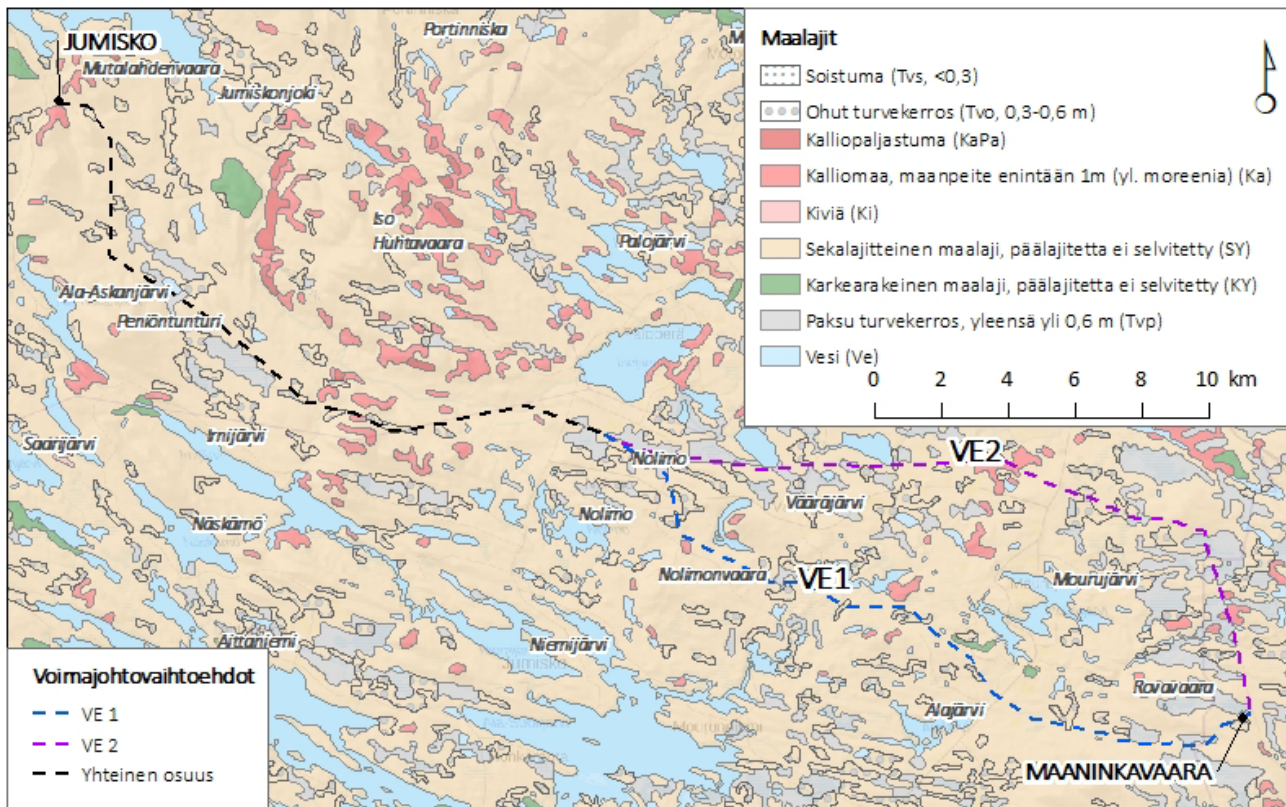 Portinniska
JUMISKO
Mutalahdenvaara
Jumiskonjoki
Iso
Huhtavaara
Palojärvi
Ala-Askanjärvi
Peniöntunturi
Irnijärvi
Saarijärvi
Näskämö
Nolimo
Nolimo
Vääräjärvi
VE2
VE1
Nolimonvaara
Mourujärvi
Aittaniemi
Niemijärvi
Jumisko
Rovavaara
Alajärvi
MAANINKAVAARA
Maalajit
Soistuma (Tvs, <0,3)
Ohut turvekerros (Tvo, 0,3-0,6 m)
Kalliopaljastuma (KaPa)
Kalliomaa, maanpeite enintään 1m (yl. moreenia) (Ka)
Kiviä (Ki)
Sekalajitteinen maalaji, päälajitetta ei selvitetty (SY)
Karkearakeinen maalaji, päälajitetta ei selvitetty (KY)
Paksu turvekerros, yleensä yli 0,6 m (Tvp)
Vesi (Ve)
0 2 4 6 8 10 km
Voimajohtovaihtoehdot
VE 1
VE 2
Yhteinen osuus